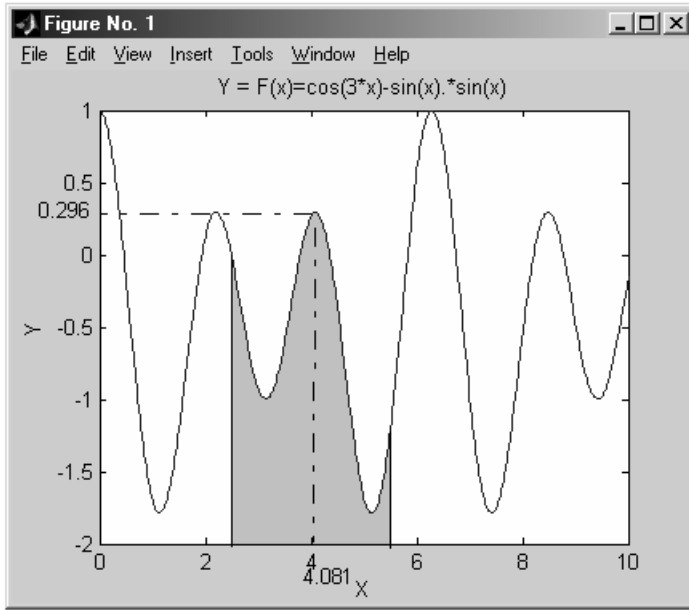 Figure No. 1
File Edit View Insert Tools Window Help
Y = F(x)=cos(3*x)-sin(x).*sin(x)
1
0.5
0.296
0
-0.5
Y
-1
-1.5
-2
0 2 4 6 8 10
4.081
X